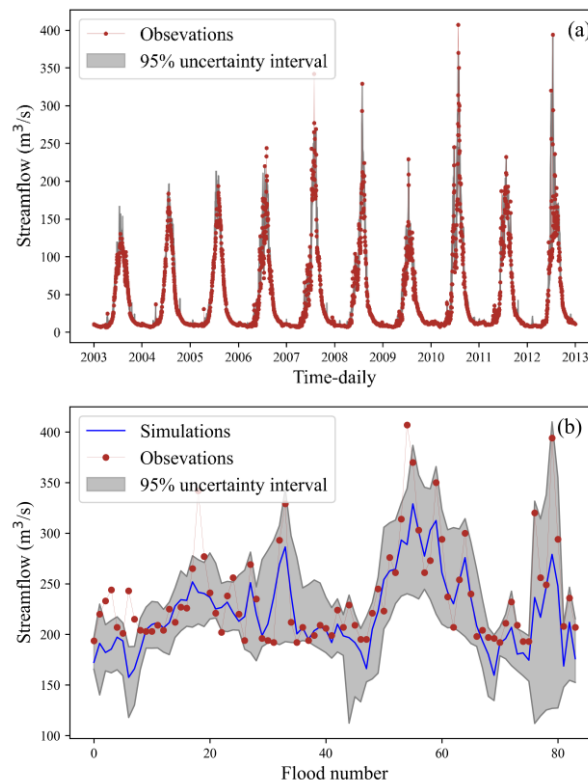 (a)
Obsevations
95% uncertainty interval
Streamflow (m³/s)
400
350
300
250
200
150
100
50
0
2003 2004 2005 2006 2007 2008 2009 2010 2011 2012 2013
Time-daily
(b)
Simulations
Obsevations
95% uncertainty interval
Streamflow (m³/s)
400
350
300
250
200
150
100
0 20 40 60 80
Flood number